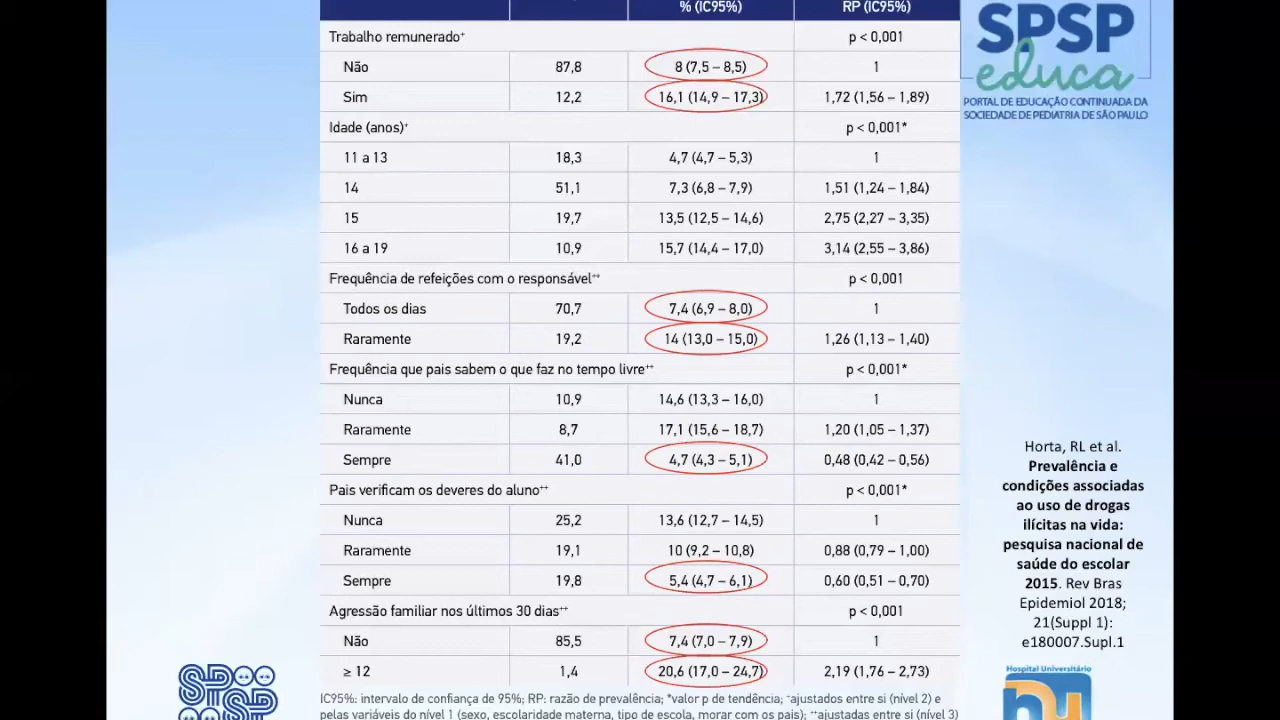 % (IC95%) RP (IC95%)
Trabalho remunerado⁺ p < 0,001
Não 87,8 8 (7,5 – 8,5) 1
Sim 12,2 16,1 (14,9 – 17,3) 1,72 (1,56 – 1,89)
Idade (anos)⁺ p < 0,001*
11 a 13 18,3 4,7 (4,7 – 5,3) 1
14 51,1 7,3 (6,8 – 7,9) 1,51 (1,24 – 1,84)
15 19,7 13,5 (12,5 – 14,6) 2,75 (2,27 – 3,35)
16 a 19 10,9 15,7 (14,4 – 17,0) 3,14 (2,55 – 3,86)
Frequência de refeições com o responsável⁺⁺ p < 0,001
Todos os dias 70,7 7,4 (6,9 – 8,0) 1
Raramente 19,2 14 (13,0 – 15,0) 1,26 (1,13 – 1,40)
Frequência que pais sabem o que faz no tempo livre⁺⁺ p < 0,001*
Nunca 10,9 14,6 (13,3 – 16,0) 1
Raramente 8,7 17,1 (15,6 – 18,7) 1,20 (1,05 – 1,37)
Sempre 41,0 4,7 (4,3 – 5,1) 0,48 (0,42 – 0,56)
Pais verificam os deveres do aluno⁺⁺ p < 0,001*
Nunca 25,2 13,6 (12,7 – 14,5) 1
Raramente 19,1 10 (9,2 – 10,8) 0,88 (0,79 – 1,00)
Sempre 19,8 5,4 (4,7 – 6,1) 0,60 (0,51 – 0,70)
Agressão familiar nos últimos 30 dias⁺⁺ p < 0,001
Não 85,5 7,4 (7,0 – 7,9) 1
≥ 12 1,4 20,6 (17,0 – 24,7) 2,19 (1,76 – 2,73)
IC95%: intervalo de confiança de 95%; RP: razão de prevalência; *valor p de tendência; ⁺ajustados entre si (nível 2) e
pelas variáveis do nível 1 (sexo, escolaridade materna, tipo de escola, morar com os pais); ⁺⁺ajustadas entre si (nível 3)
SPSP
educa
PORTAL DE EDUCAÇÃO CONTINUADA DA
SOCIEDADE DE PEDIATRIA DE SÃO PAULO
Horta, RL et al.
Prevalência e
condições associadas
ao uso de drogas
ilícitas na vida:
pesquisa nacional de
saúde do escolar
2015. Rev Bras
Epidemiol 2018;
21(Suppl 1):
e180007.Supl.1
SPSP
Hospital Universitário
hu